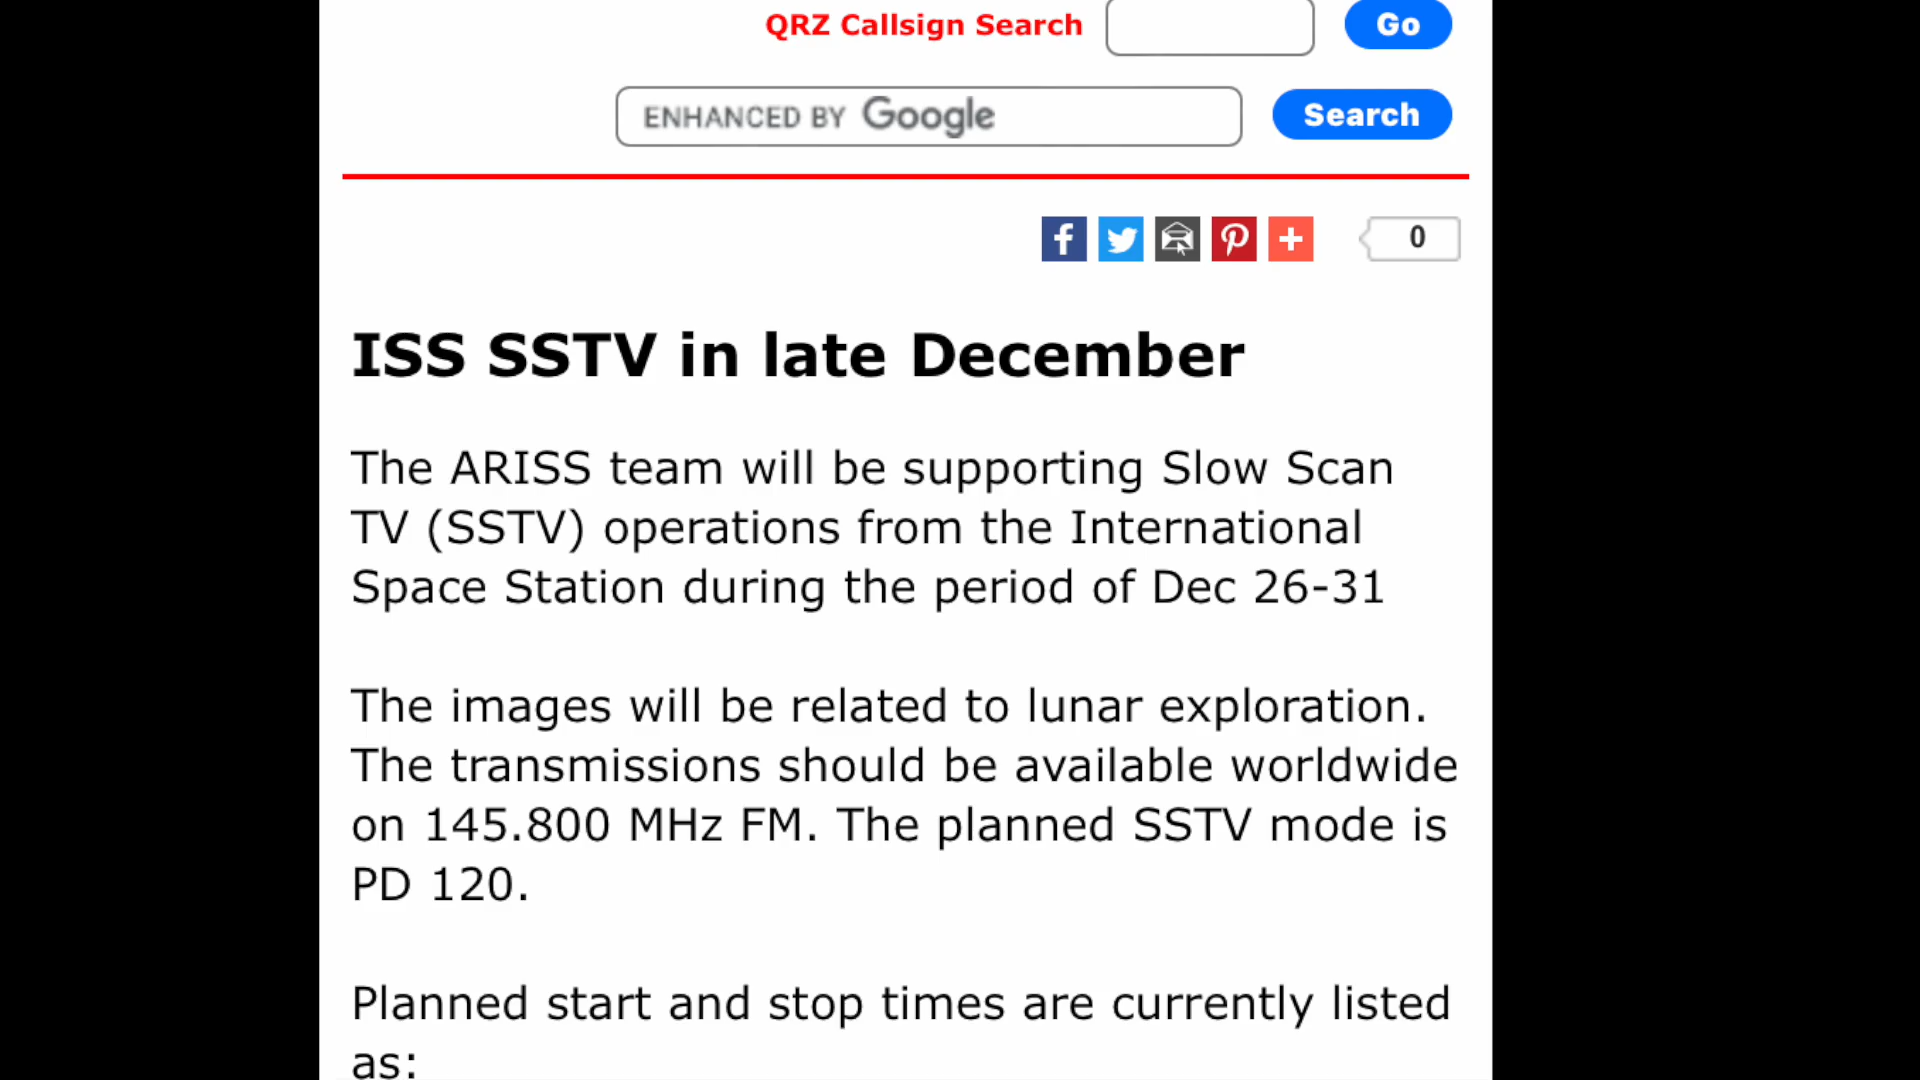 QRZ Callsign Search
Go
ENHANCED BY Google
Search
0
ISS SSTV in late December
The ARISS team will be supporting Slow Scan
TV (SSTV) operations from the International
Space Station during the period of Dec 26-31
The images will be related to lunar exploration.
The transmissions should be available worldwide
on 145.800 MHz FM. The planned SSTV mode is
PD 120.
Planned start and stop times are currently listed
as: